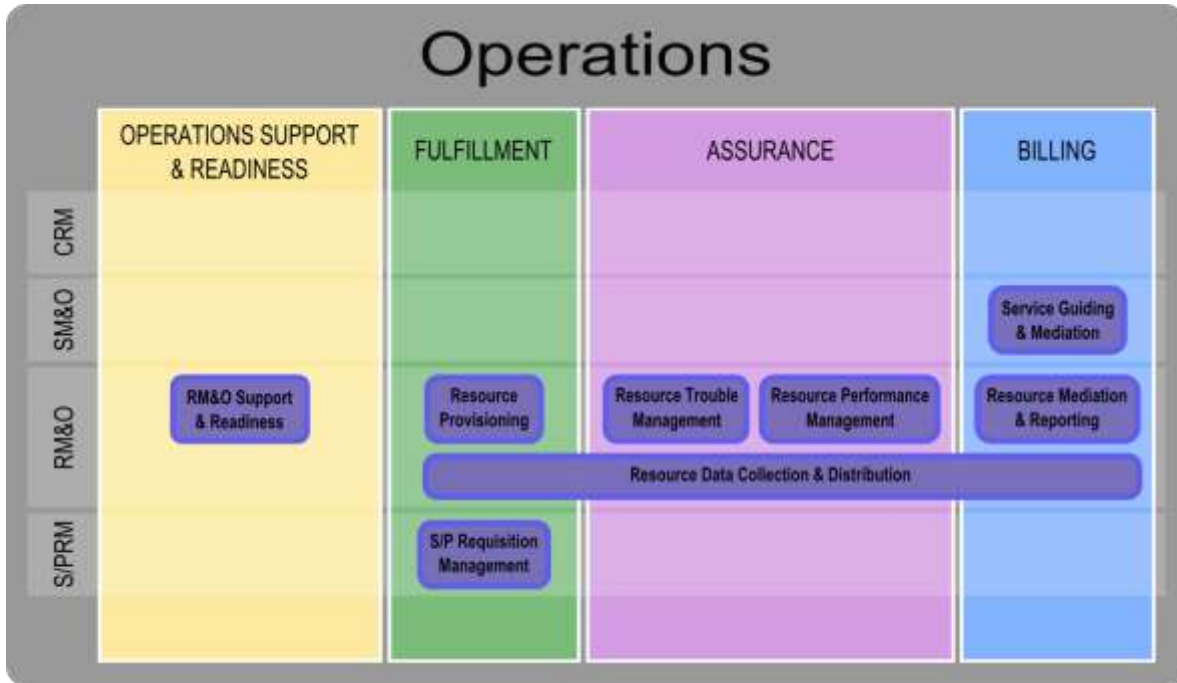 Operations
OPERATIONS SUPPORT
& READINESS
FULFILLMENT
ASSURANCE
BILLING
CRM
SM&O
Service Guiding
& Mediation
RM&O
RM&O Support
& Readiness
Resource
Provisioning
Resource Trouble
Management
Resource Performance
Management
Resource Mediation
& Reporting
Resource Data Collection & Distribution
S/PRM
S/P Requisition
Management